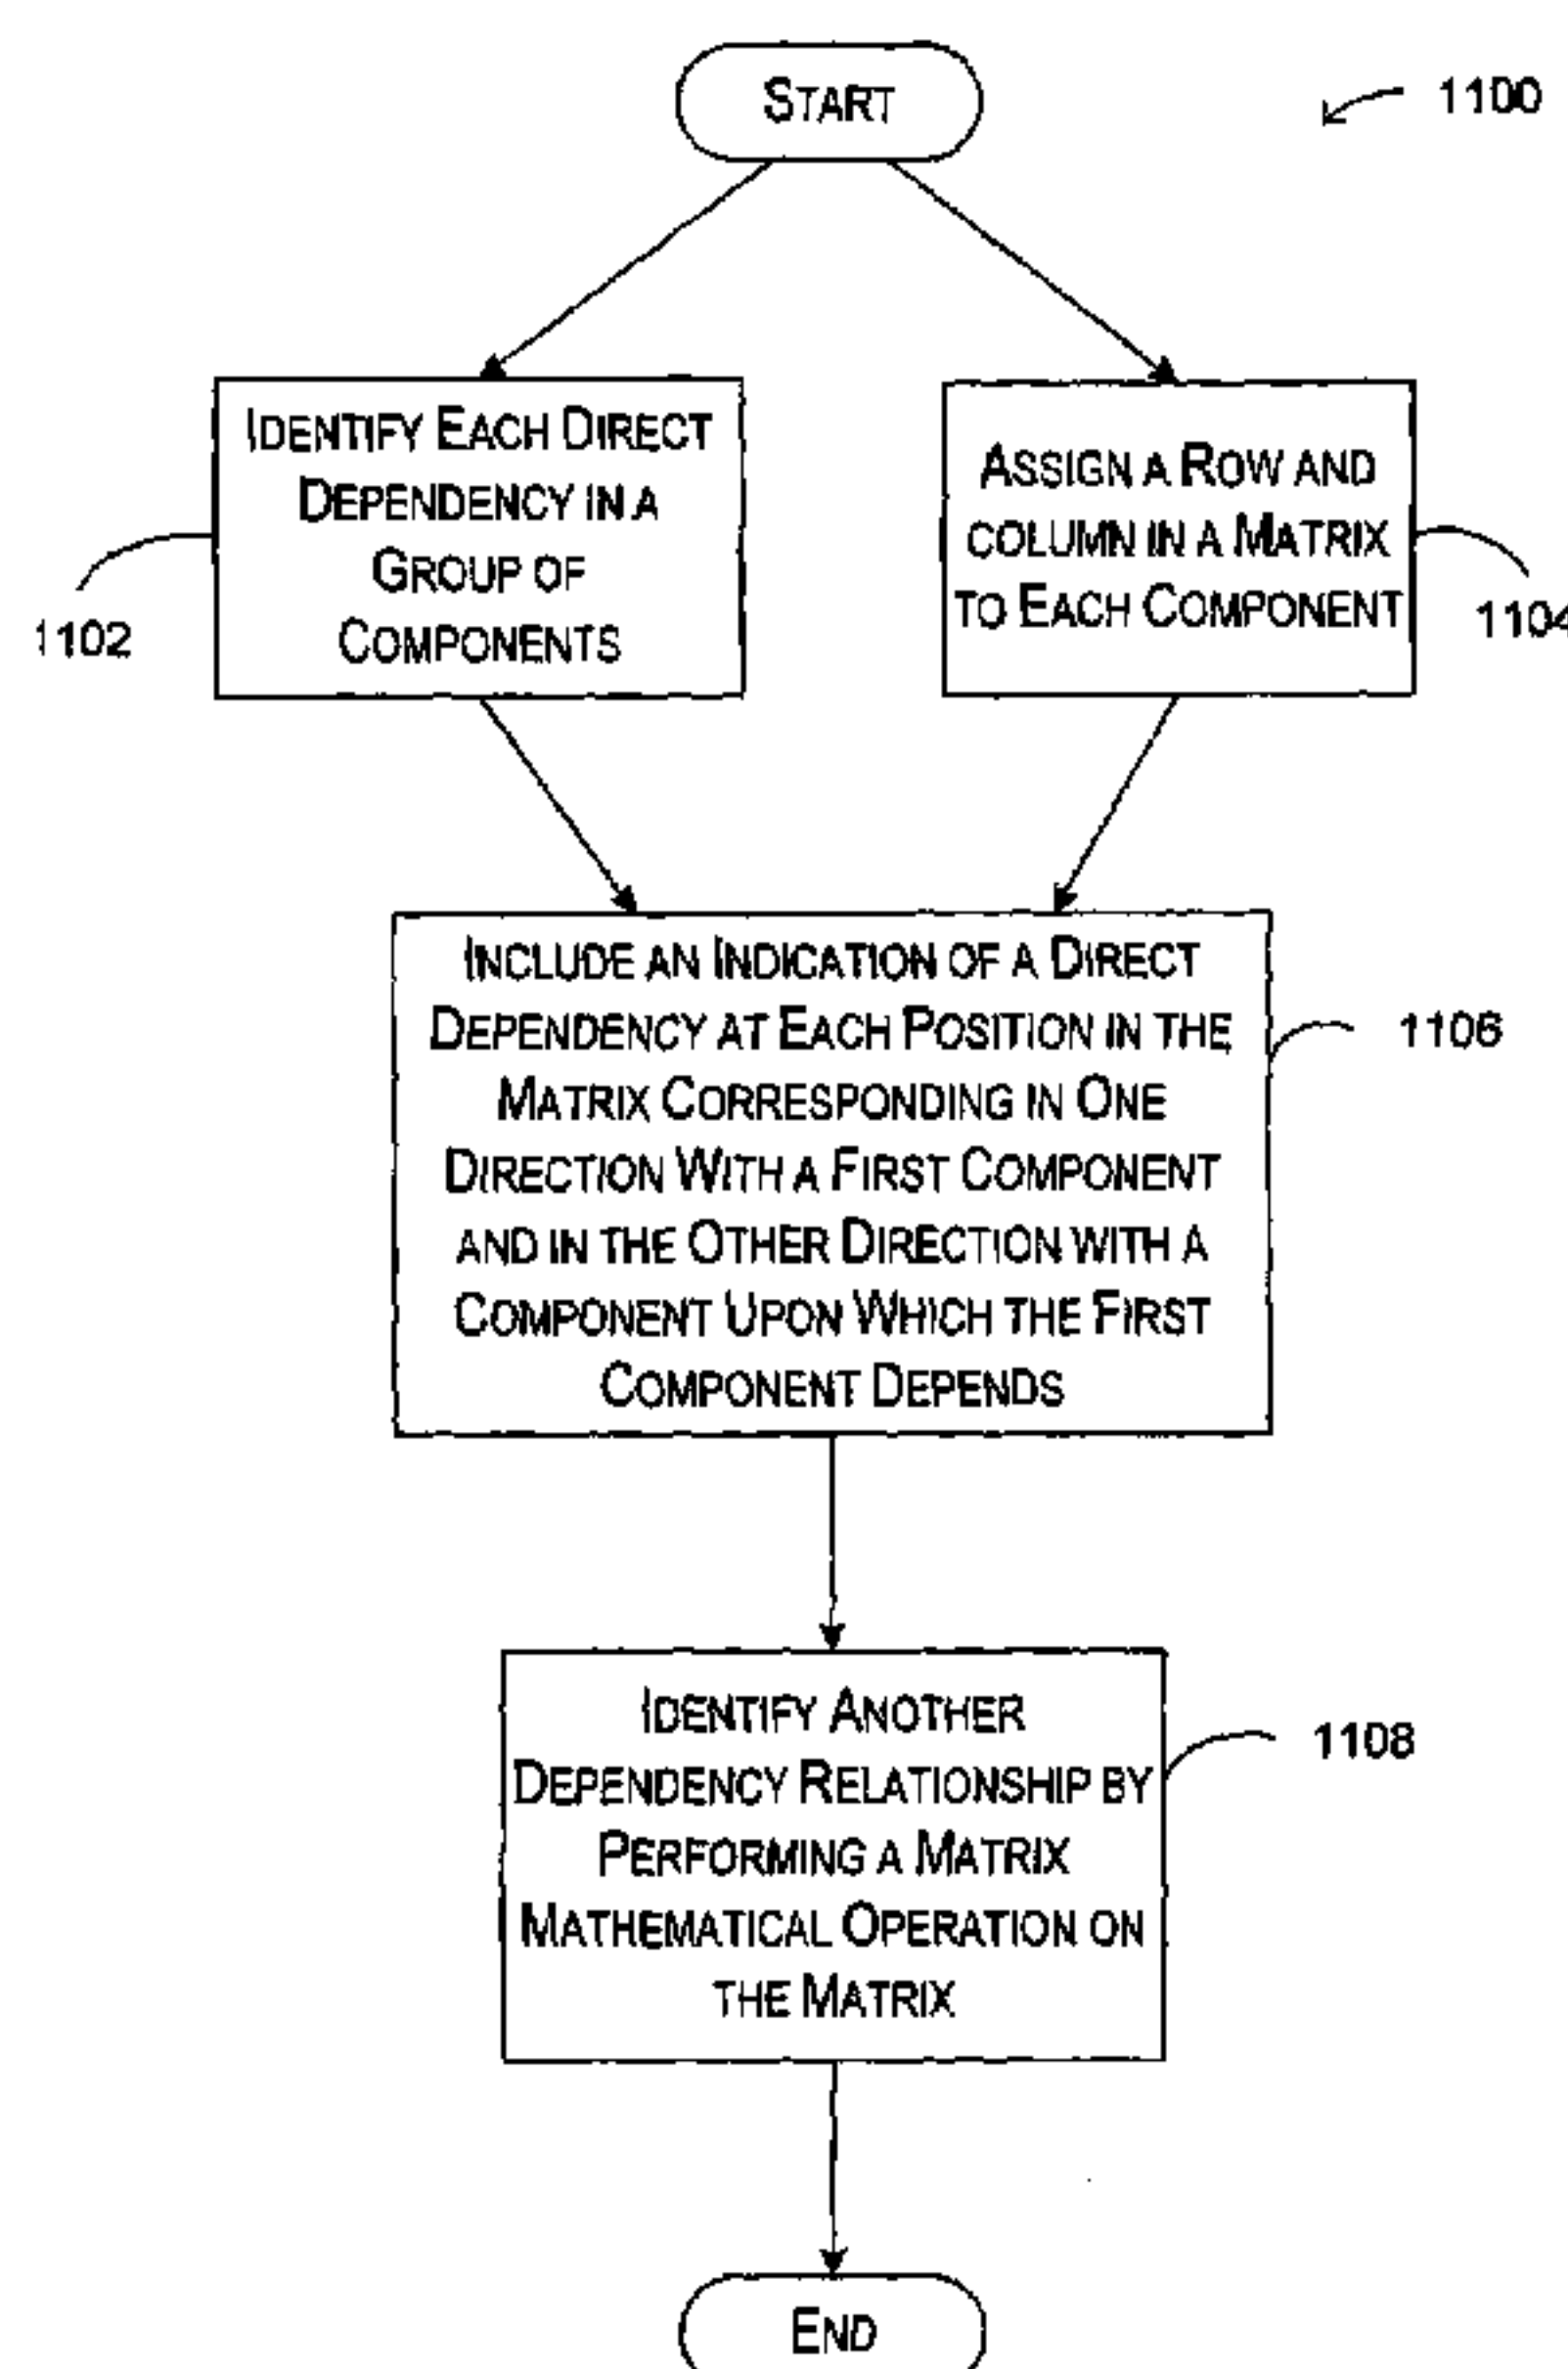 START
1100
IDENTIFY EACH DIRECT
DEPENDENCY IN A
GROUP OF
COMPONENTS
1102
ASSIGN A ROW AND
COLUMN IN A MATRIX
TO EACH COMPONENT
1104
INCLUDE AN INDICATION OF A DIRECT
DEPENDENCY AT EACH POSITION IN THE
MATRIX CORRESPONDING IN ONE
DIRECTION WITH A FIRST COMPONENT
AND IN THE OTHER DIRECTION WITH A
COMPONENT UPON WHICH THE FIRST
COMPONENT DEPENDS
1106
IDENTIFY ANOTHER
DEPENDENCY RELATIONSHIP BY
PERFORMING A MATRIX
MATHEMATICAL OPERATION ON
THE MATRIX
1108
END